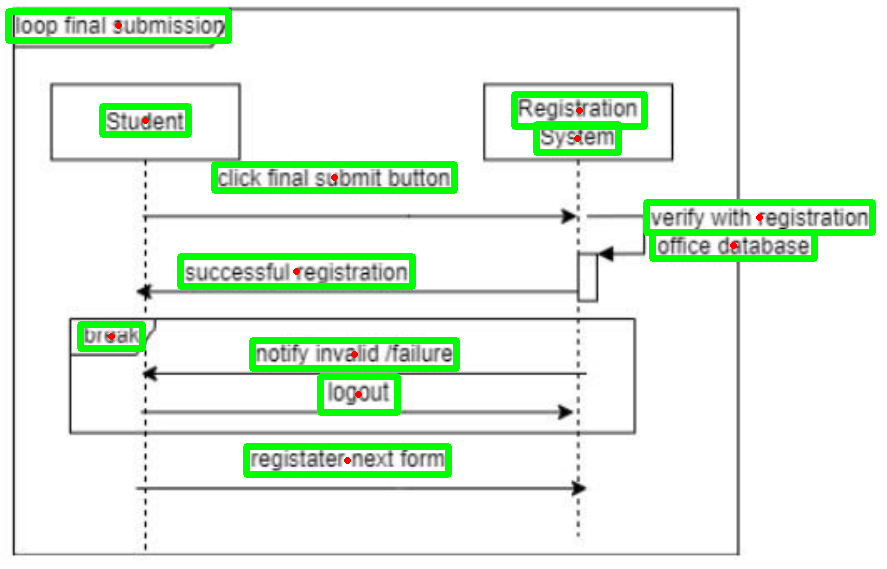 loop final submission
Student
Registration
System
click final submit button
verify with registration
office database
successful registration
break
notify invalid /failure
logout
registater next form